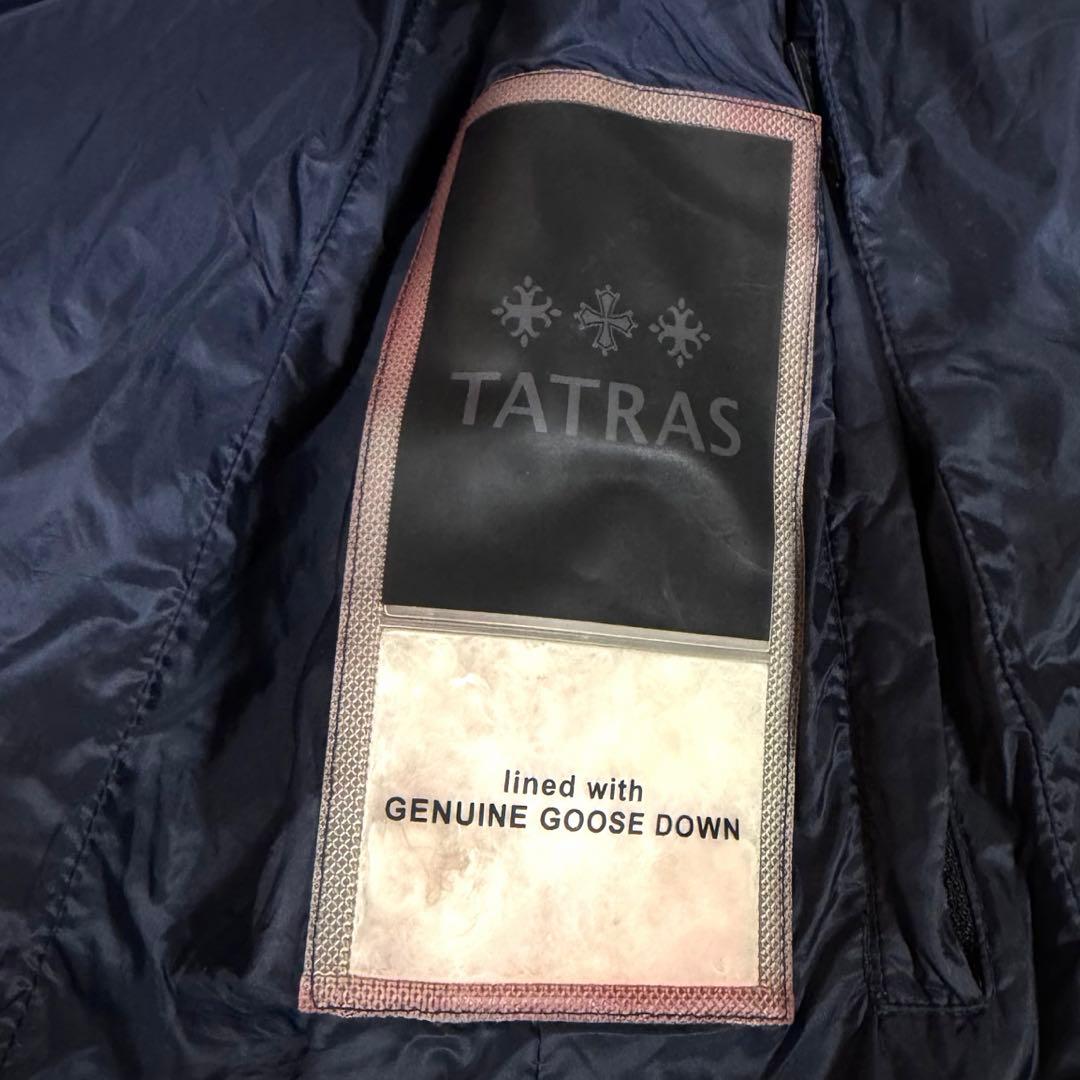 TATRAS
lined with
GENUINE GOOSE DOWN